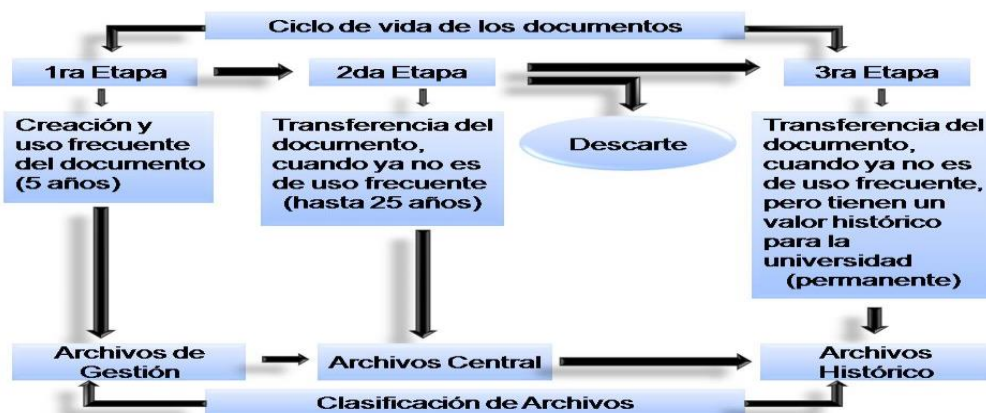 Ciclo de vida de los documentos
1ra Etapa
2da Etapa
3ra Etapa
Creación y
uso frecuente
del documento
(5 años)
Transferencia del
documento,
cuando ya no es
de uso frecuente
(hasta 25 años)
Descarte
Transferencia del
documento,
cuando ya no es
de uso frecuente,
pero tienen un
valor histórico
para la
universidad
(permanente)
Archivos de
Gestión
Archivos Central
Archivos
Histórico
Clasificación de Archivos